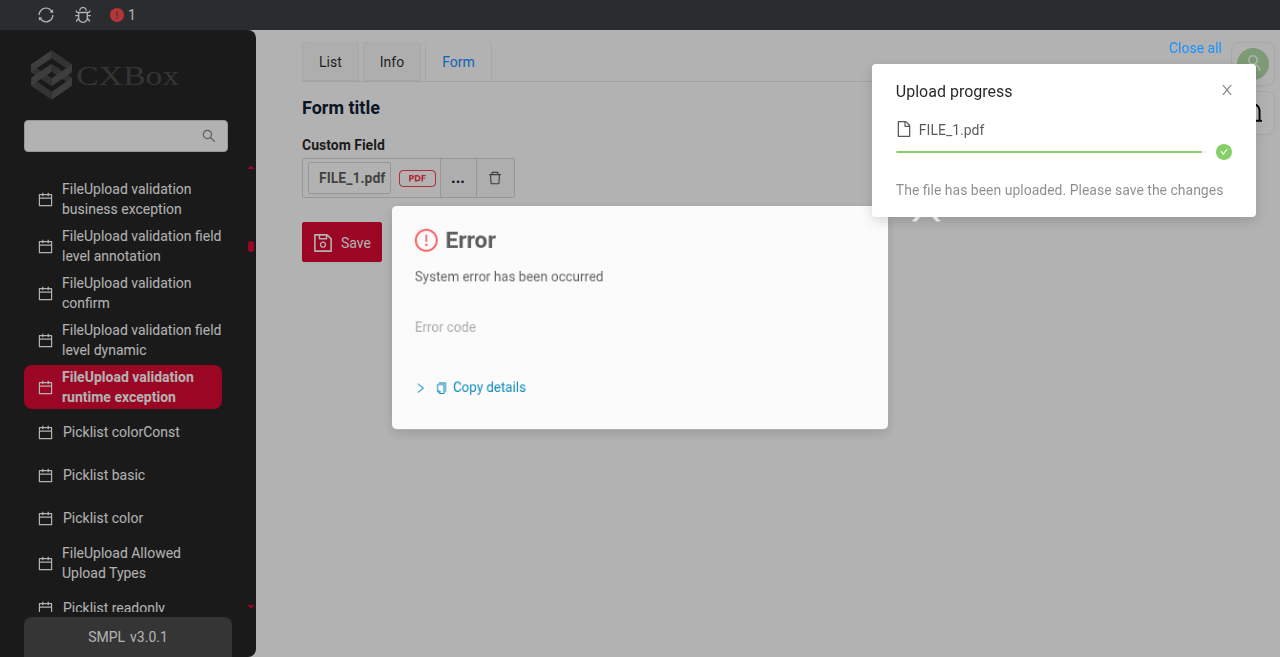 1
CXBox
FileUpload validation
business exception
FileUpload validation field
level annotation
FileUpload validation
confirm
FileUpload validation field
level dynamic
FileUpload validation
runtime exception
Picklist colorConst
Picklist basic
Picklist color
FileUpload Allowed
Upload Types
Picklist readonly
SMPL v3.0.1
List Info Form
Form title
Custom Field
FILE_1.pdf PDF ...
Save
Error
System error has been occurred
Error code
Copy details
Close all
Upload progress
FILE_1.pdf
The file has been uploaded. Please save the changes